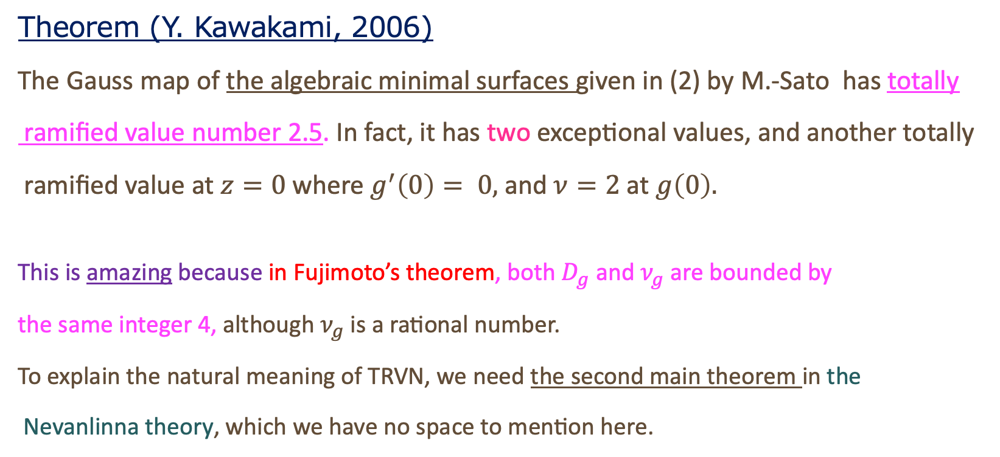 Theorem (Y. Kawakami, 2006)
The Gauss map of the algebraic minimal surfaces given in (2) by M.-Sato has totally
ramified value number 2.5. In fact, it has two exceptional values, and another totally
ramified value at z = 0 where g′(0) = 0, and ν = 2 at g(0).
This is amazing because in Fujimoto’s theorem, both D_g and ν_g are bounded by
the same integer 4, although ν_g is a rational number.
To explain the natural meaning of TRVN, we need the second main theorem in the
Nevanlinna theory, which we have no space to mention here.